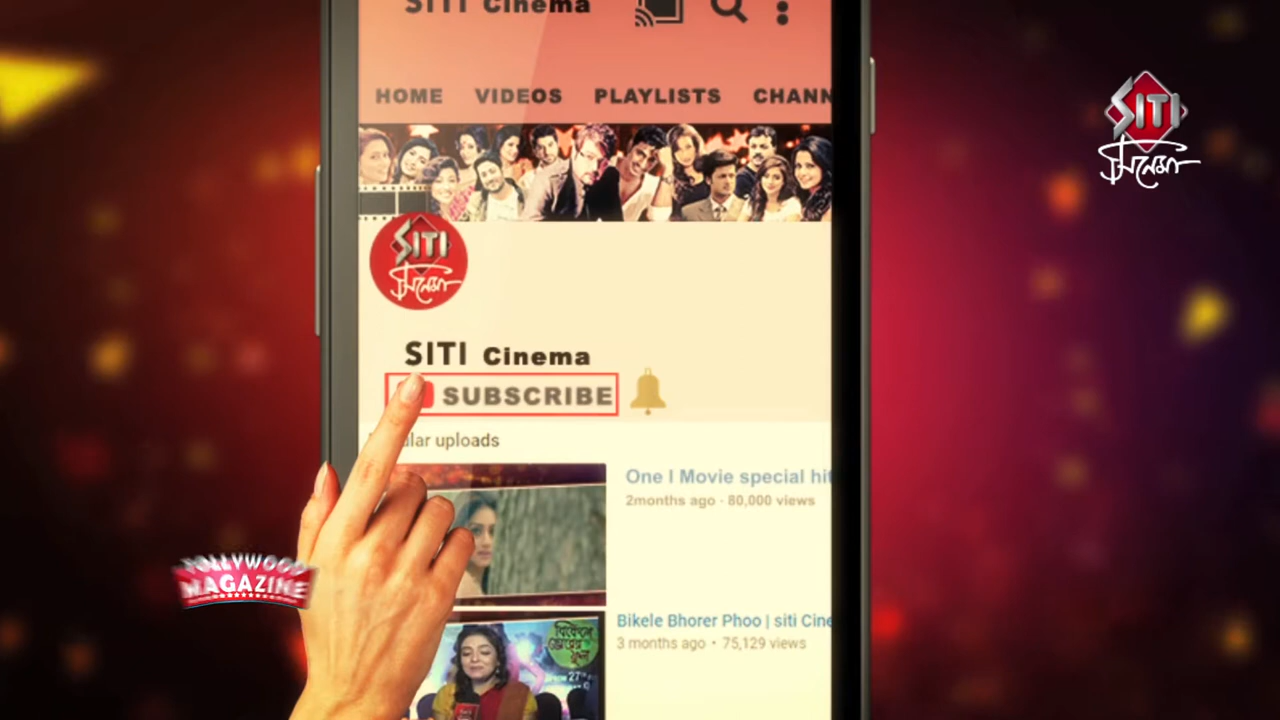 SITI Cinema
HOME VIDEOS PLAYLISTS CHANN
SITI
সিনেমা
SITI
সিনেমা
SITI Cinema
SUBSCRIBE
lar uploads
One I Movie special hit
2months ago · 80,000 views
TOLLYWOOD
MAGAZINE
Bikele Bhorer Phoo | siti Cine
3 months ago • 75,129 views
বিকেলে
ভোরের
ফুল